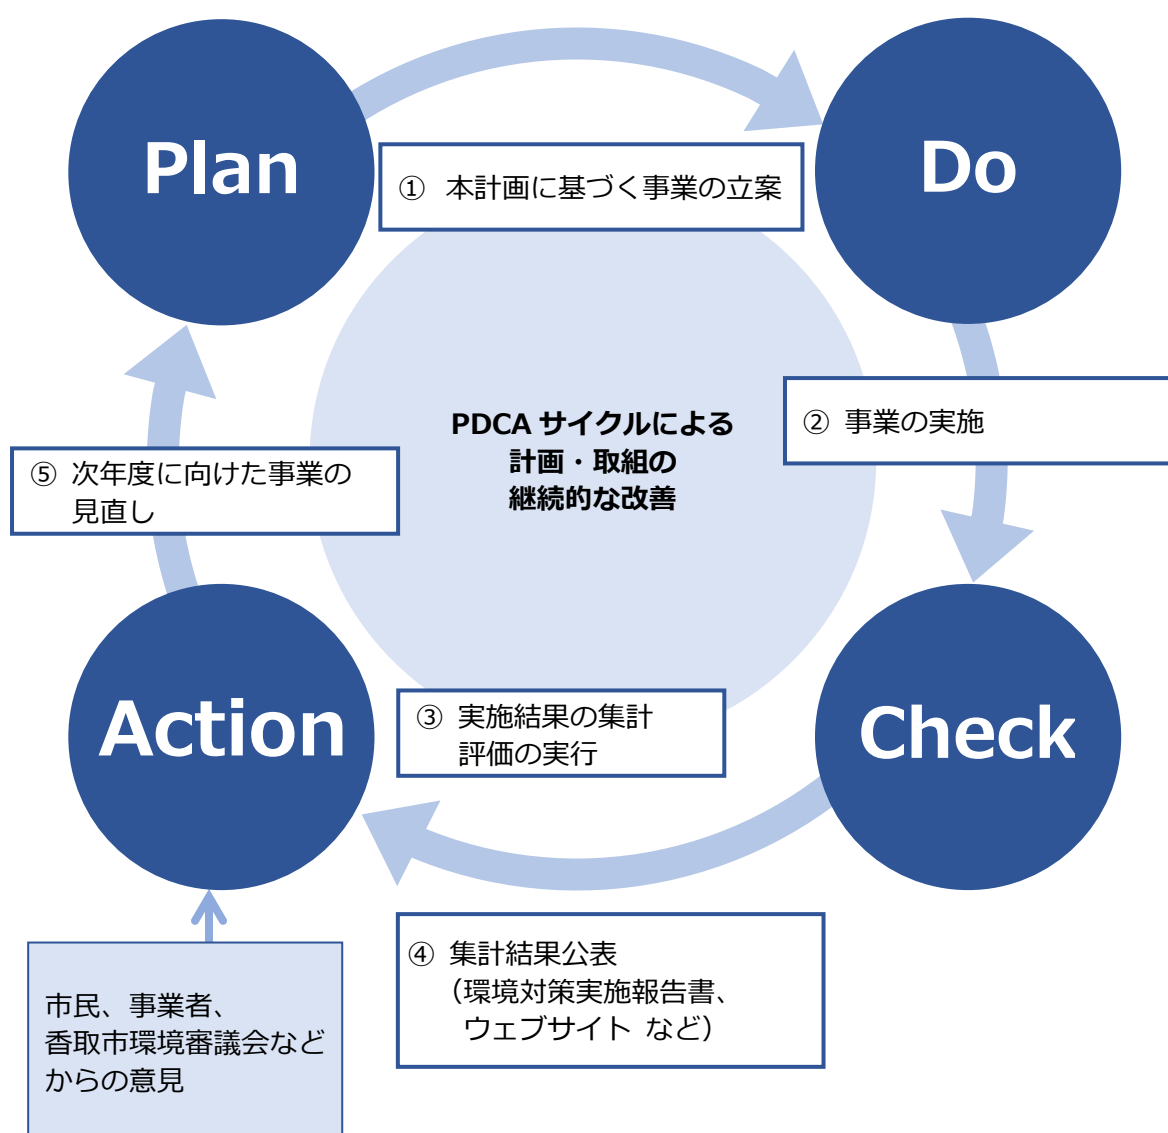 Plan
Do
① 本計画に基づく事業の立案
② 事業の実施
PDCA サイクルによる
計画・取組の
継続的な改善
⑤ 次年度に向けた事業の
見直し
Action
Check
③ 実施結果の集計
評価の実行
④ 集計結果公表
（環境対策実施報告書、
ウェブサイト など）
市民、事業者、
香取市環境審議会など
からの意見